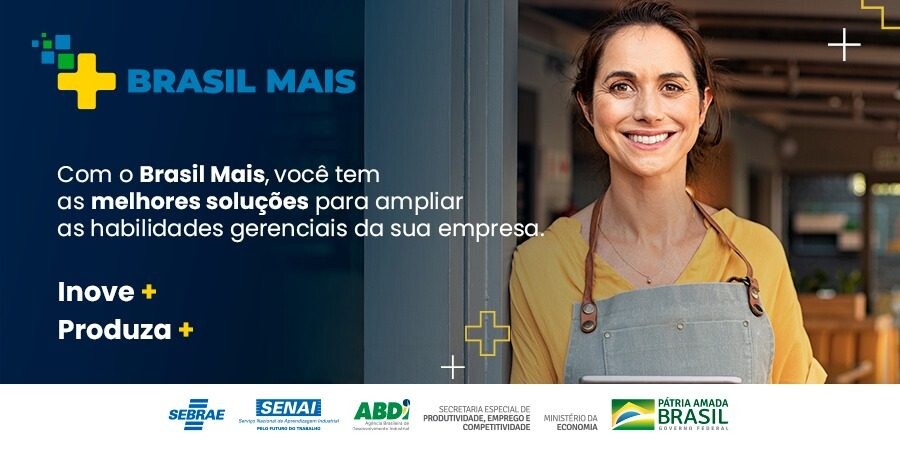 BRASIL MAIS
Com o Brasil Mais, você tem
as melhores soluções para ampliar
as habilidades gerenciais da sua empresa.
Inove +
Produza +
SEBRAE
SENAI
Serviço Nacional de Aprendizagem Industrial
PELO FUTURO DO TRABALHO
ABDI
Agência Brasileira de
Desenvolvimento Industrial
SECRETARIA ESPECIAL DE
PRODUTIVIDADE, EMPREGO E
COMPETITIVIDADE
MINISTÉRIO DA
ECONOMIA
PÁTRIA AMADA
BRASIL
GOVERNO FEDERAL